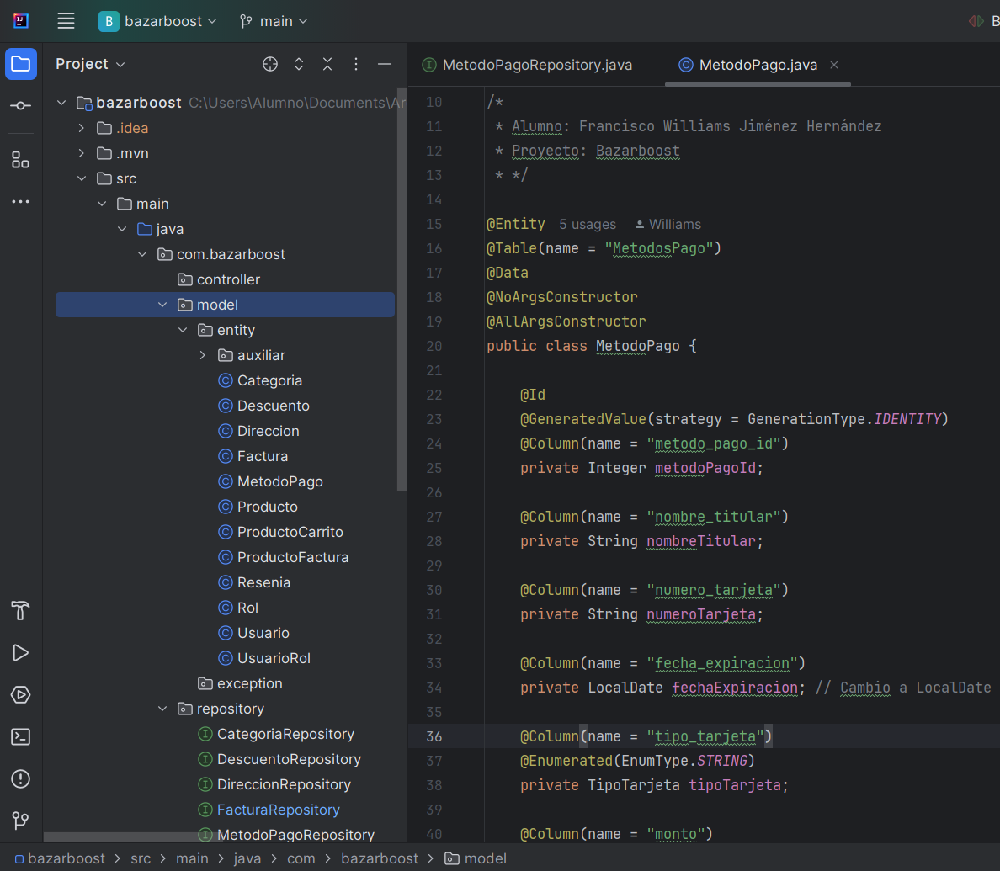 B bazarboost main B
Project
MetodoPagoRepository.java MetodoPago.java
bazarboost C:\Users\Alumno\Documents\Ar
.idea
.mvn
src
main
java
com.bazarboost
controller
model
entity
auxiliar
Categoria
Descuento
Direccion
Factura
MetodoPago
Producto
ProductoCarrito
ProductoFactura
Resenia
Rol
Usuario
UsuarioRol
exception
repository
CategoriaRepository
DescuentoRepository
DireccionRepository
FacturaRepository
MetodoPagoRepository
10 /*
11 * Alumno: Francisco Williams Jiménez Hernández
12 * Proyecto: Bazarboost
13 * */
14
15 @Entity 5 usages Williams
16 @Table(name = "MetodosPago")
17 @Data
18 @NoArgsConstructor
19 @AllArgsConstructor
20 public class MetodoPago {
21
22 @Id
23 @GeneratedValue(strategy = GenerationType.IDENTITY)
24 @Column(name = "metodo_pago_id")
25 private Integer metodoPagoId;
26
27 @Column(name = "nombre_titular")
28 private String nombreTitular;
29
30 @Column(name = "numero_tarjeta")
31 private String numeroTarjeta;
32
33 @Column(name = "fecha_expiracion")
34 private LocalDate fechaExpiracion; // Cambio a LocalDate
35
36 @Column(name = "tipo_tarjeta")
37 @Enumerated(EnumType.STRING)
38 private TipoTarjeta tipoTarjeta;
39
40 @Column(name = "monto")
bazarboost > src > main > java > com > bazarboost > model